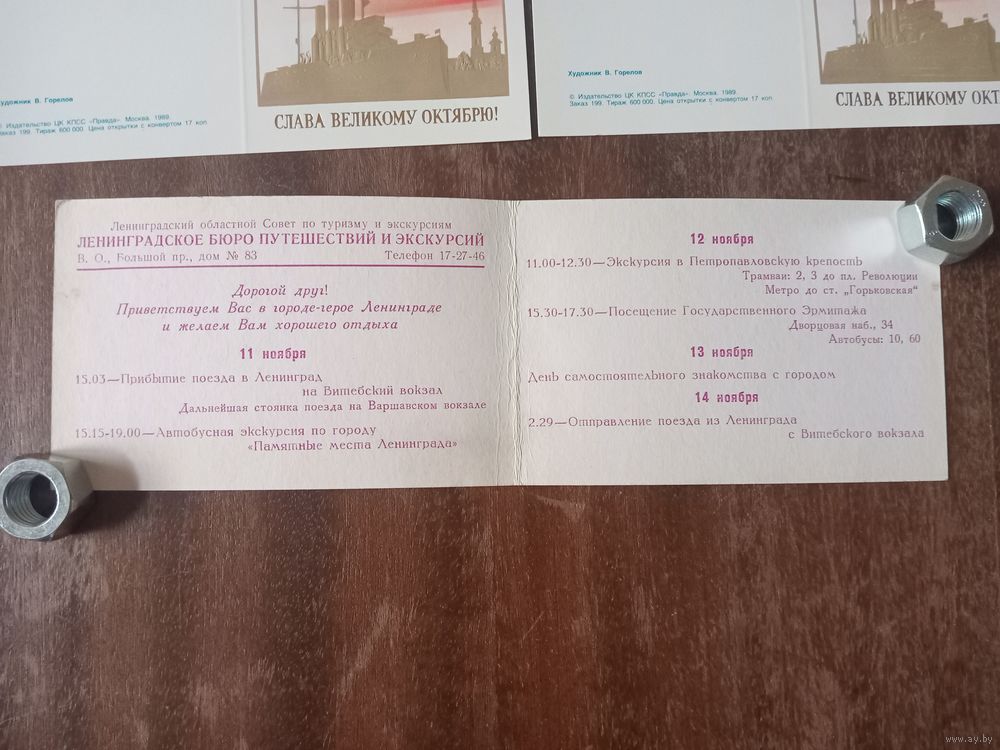 Художник В. Горелов
© Издательство ЦК КПСС «Правда». Москва. 1989.
Заказ 199. Тираж 600 000. Цена открытки с конвертом 17 коп.
СЛАВА ВЕЛИКОМУ ОКТЯБРЮ!
Художник В. Горелов
© Издательство ЦК КПСС «Правда». Москва. 1989.
Заказ 199. Тираж 600 000. Цена открытки с конвертом 17 коп.
СЛАВА ВЕЛИКОМУ ОКТ
Ленинградский областной Совет по туризму и экскурсиям
ЛЕНИНГРАДСКОЕ БЮРО ПУТЕШЕСТВИЙ И ЭКСКУРСИЙ
В. О., Большой пр., дом № 83 Телефон 17-27-46
Дорогой друг!
Приветствуем Вас в городе-герое Ленинграде
и желаем Вам хорошего отдыха
11 ноября
15.03—Прибытие поезда в Ленинград
на Витебский вокзал
Дальнейшая стоянка поезда на Варшавском вокзале
15.15-19.00—Автобусная экскурсия по городу
«Памятные места Ленинграда»
12 ноября
11.00-12.30—Экскурсия в Петропавловскую крепость
Трамваи: 2, 3 до пл. Революции
Метро до ст. „Горьковская“
15.30-17.30—Посещение Государственного Эрмитажа
Дворцовая наб., 34
Автобусы: 10, 60
13 ноября
День самостоятельного знакомства с городом
14 ноября
2.29—Отправление поезда из Ленинграда
с Витебского вокзала
www.ay.by